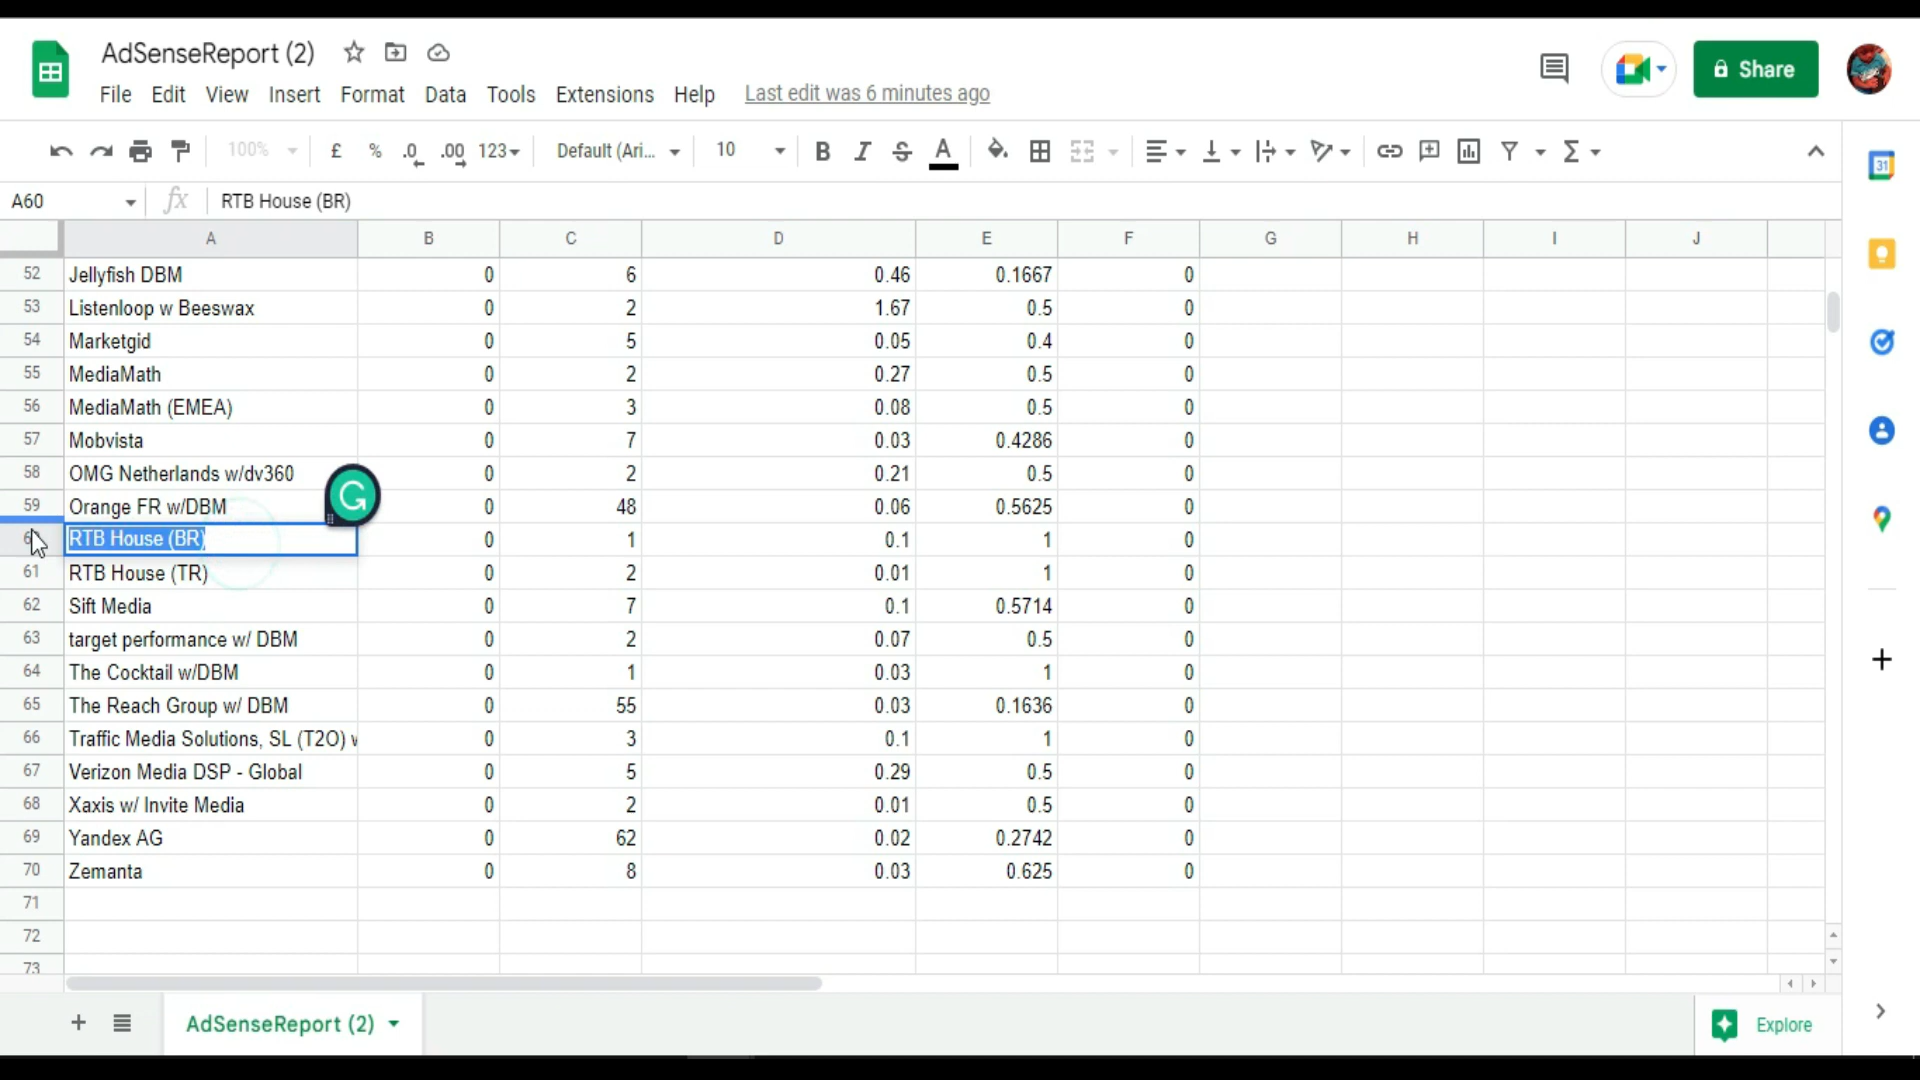 AdSenseReport (2)
File Edit View Insert Format Data Tools Extensions Help Last edit was 6 minutes ago
Share
100% £ % .0 .00 123 Default (Ari... 10 B I S A
31
A60 fx RTB House (BR)
A B C D E F G H I J
52 Jellyfish DBM 0 6 0.46 0.1667 0
53 Listenloop w Beeswax 0 2 1.67 0.5 0
54 Marketgid 0 5 0.05 0.4 0
55 MediaMath 0 2 0.27 0.5 0
56 MediaMath (EMEA) 0 3 0.08 0.5 0
57 Mobvista 0 7 0.03 0.4286 0
58 OMG Netherlands w/dv360 0 2 0.21 0.5 0
59 Orange FR w/DBM 0 48 0.06 0.5625 0
RTB House (BR) 0 1 0.1 1 0
61 RTB House (TR) 0 2 0.01 1 0
62 Sift Media 0 7 0.1 0.5714 0
63 target performance w/ DBM 0 2 0.07 0.5 0
64 The Cocktail w/DBM 0 1 0.03 1 0
65 The Reach Group w/ DBM 0 55 0.03 0.1636 0
66 Traffic Media Solutions, SL (T2O) 0 3 0.1 1 0
67 Verizon Media DSP - Global 0 5 0.29 0.5 0
68 Xaxis w/ Invite Media 0 2 0.01 0.5 0
69 Yandex AG 0 62 0.02 0.2742 0
70 Zemanta 0 8 0.03 0.625 0
71
72
73
AdSenseReport (2)
Explore